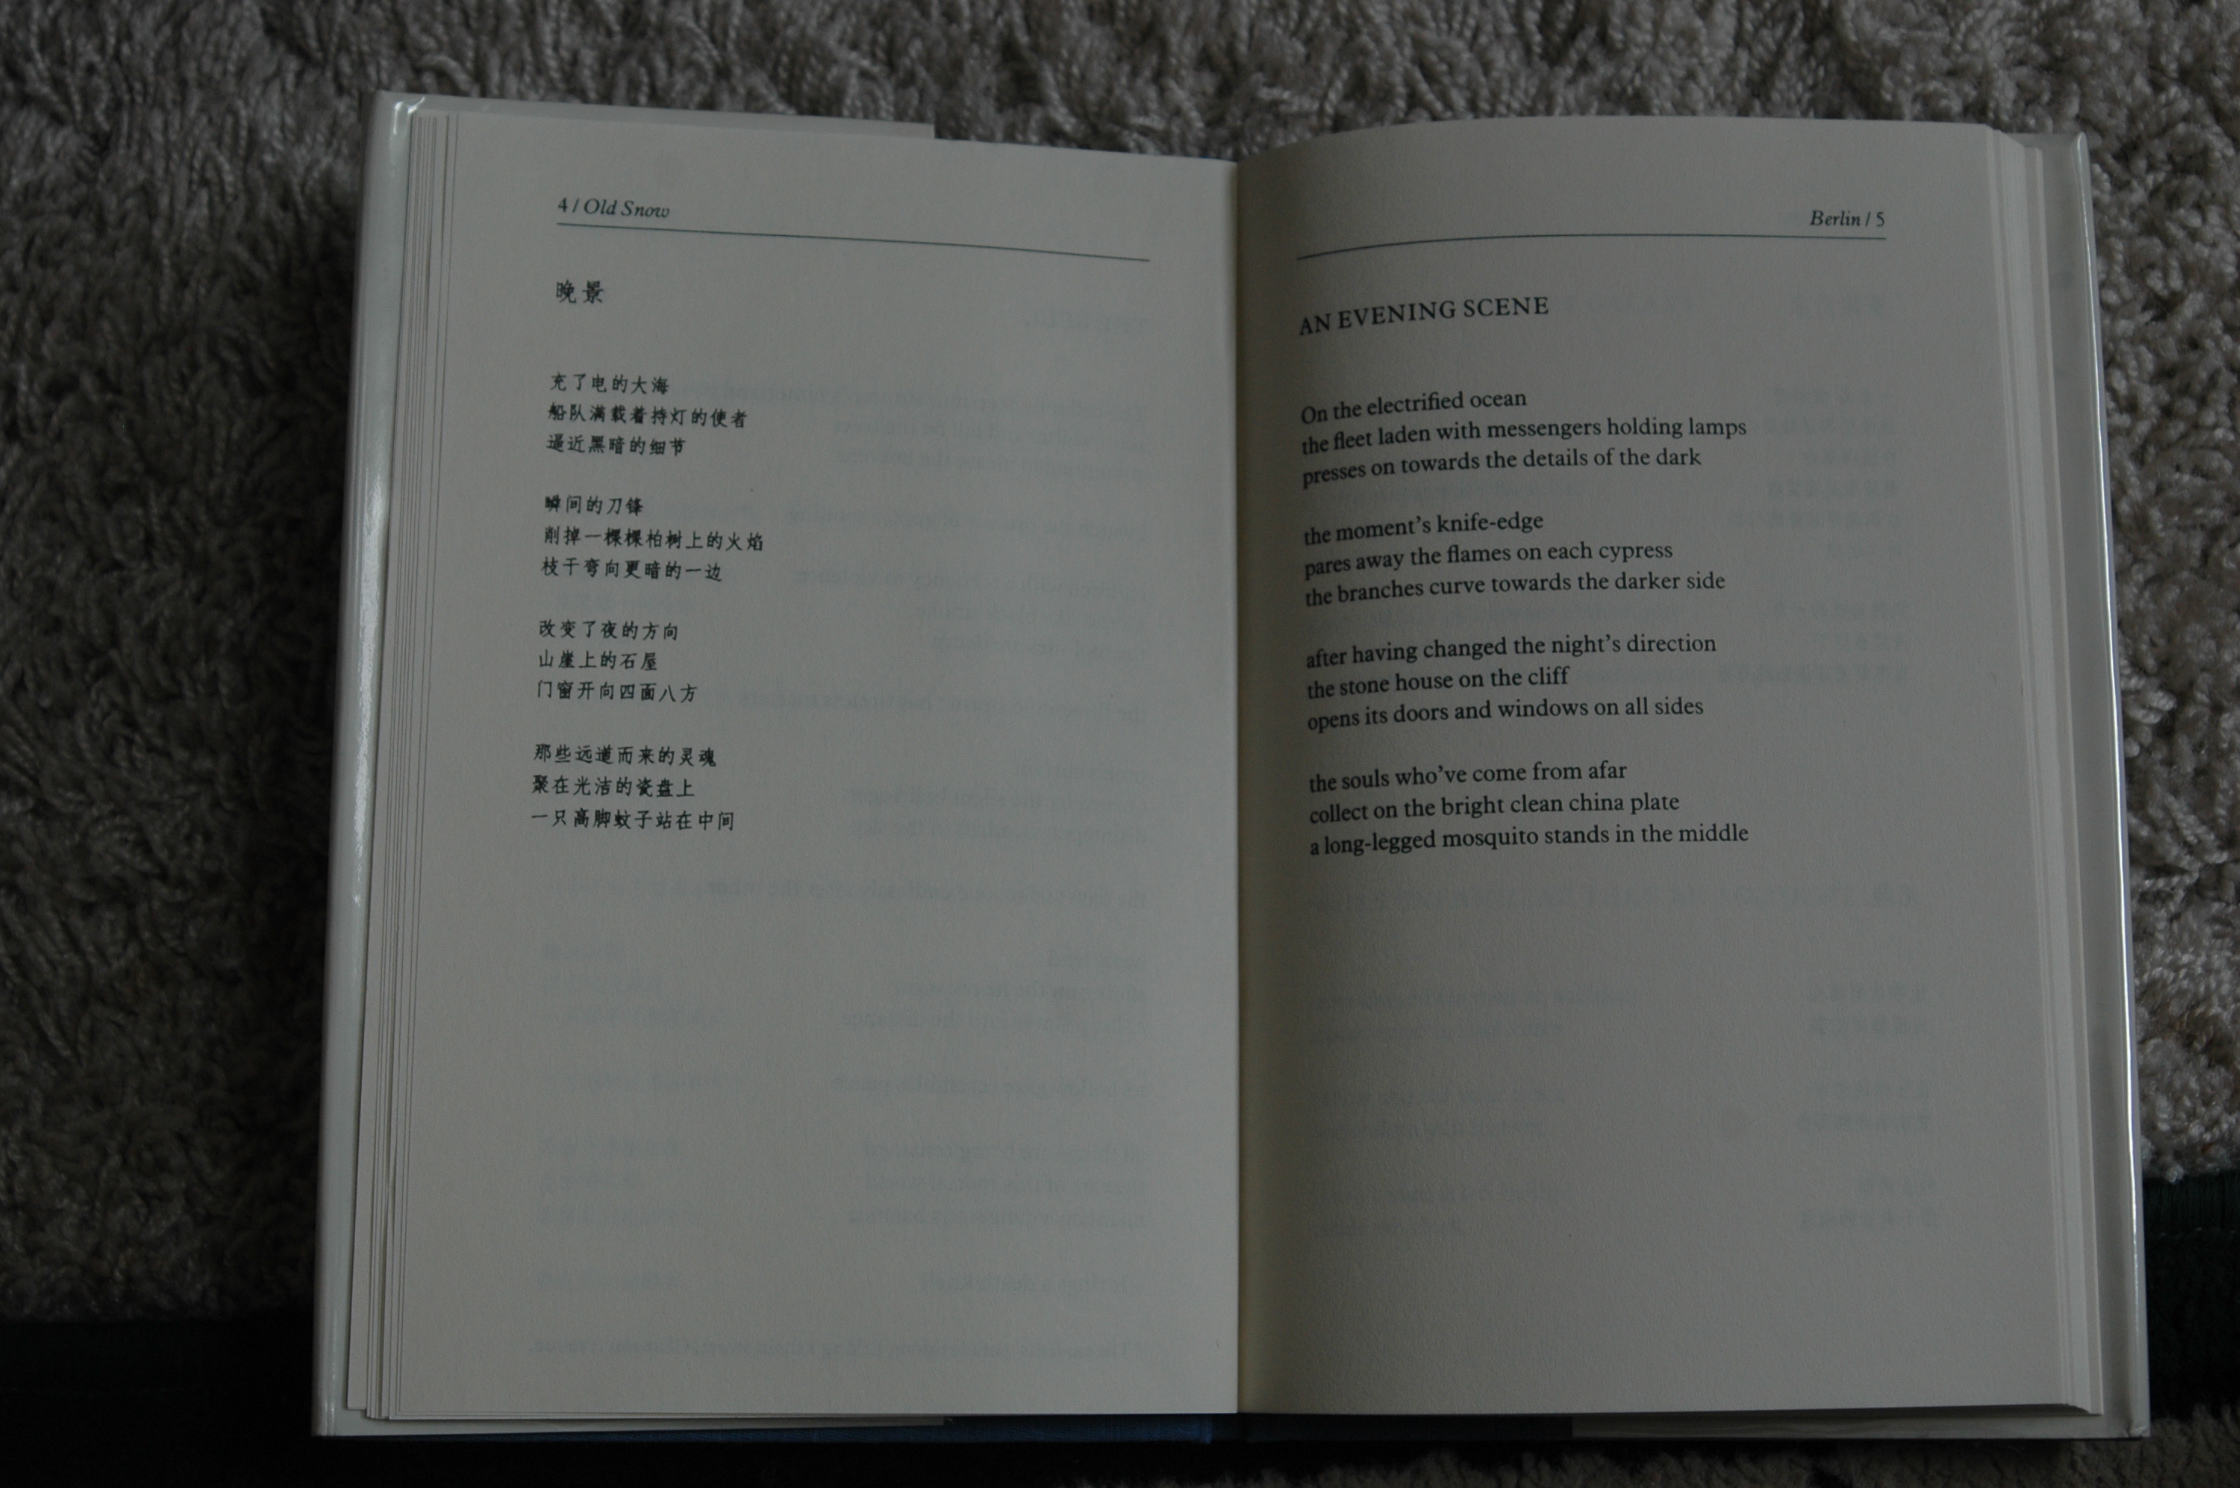 4 / Old Snow
晚景
充了电的大海
船队满载着持灯的使者
逼近黑暗的细节
瞬间的刀锋
削掉一棵棵柏树上的火焰
枝干弯向更暗的一边
改变了夜的方向
山崖上的石屋
门窗开向四面八方
那些远道而来的灵魂
聚在光洁的瓷盘上
一只高脚蚊子站在中间
Berlin / 5
AN EVENING SCENE
On the electrified ocean
the fleet laden with messengers holding lamps
presses on towards the details of the dark
the moment's knife-edge
pares away the flames on each cypress
the branches curve towards the darker side
after having changed the night's direction
the stone house on the cliff
opens its doors and windows on all sides
the souls who've come from afar
collect on the bright clean china plate
a long-legged mosquito stands in the middle